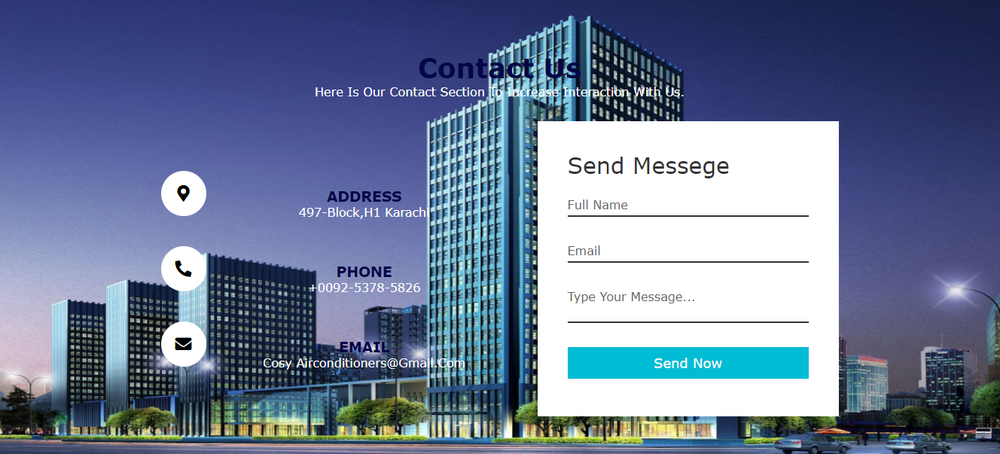 Contact Us
Here Is Our Contact Section To Increase Interaction With Us.
ADDRESS
497-Block,H1 Karachi
PHONE
+0092-5378-5826
EMAIL
Cosy Airconditioners@Gmail.Com
Send Messege
Full Name
Email
Type Your Message...
Send Now